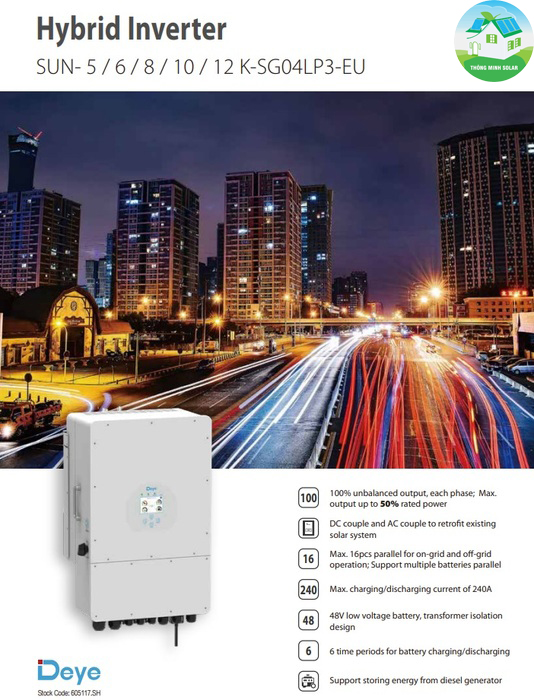 Hybrid Inverter
SUN- 5 / 6 / 8 / 10 / 12 K-SG04LP3-EU
THÔNG MINH SOLAR
Deye
100
100% unbalanced output, each phase; Max.
output up to 50% rated power
DC couple and AC couple to retrofit existing
solar system
16
Max. 16pcs parallel for on-grid and off-grid
operation; Support multiple batteries parallel
240
Max. charging/discharging current of 240A
48
48V low voltage battery, transformer isolation
design
6
6 time periods for battery charging/discharging
Support storing energy from diesel generator
Deye
Stock Code: 605117.SH